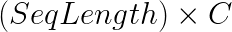 (SeqLength) × C